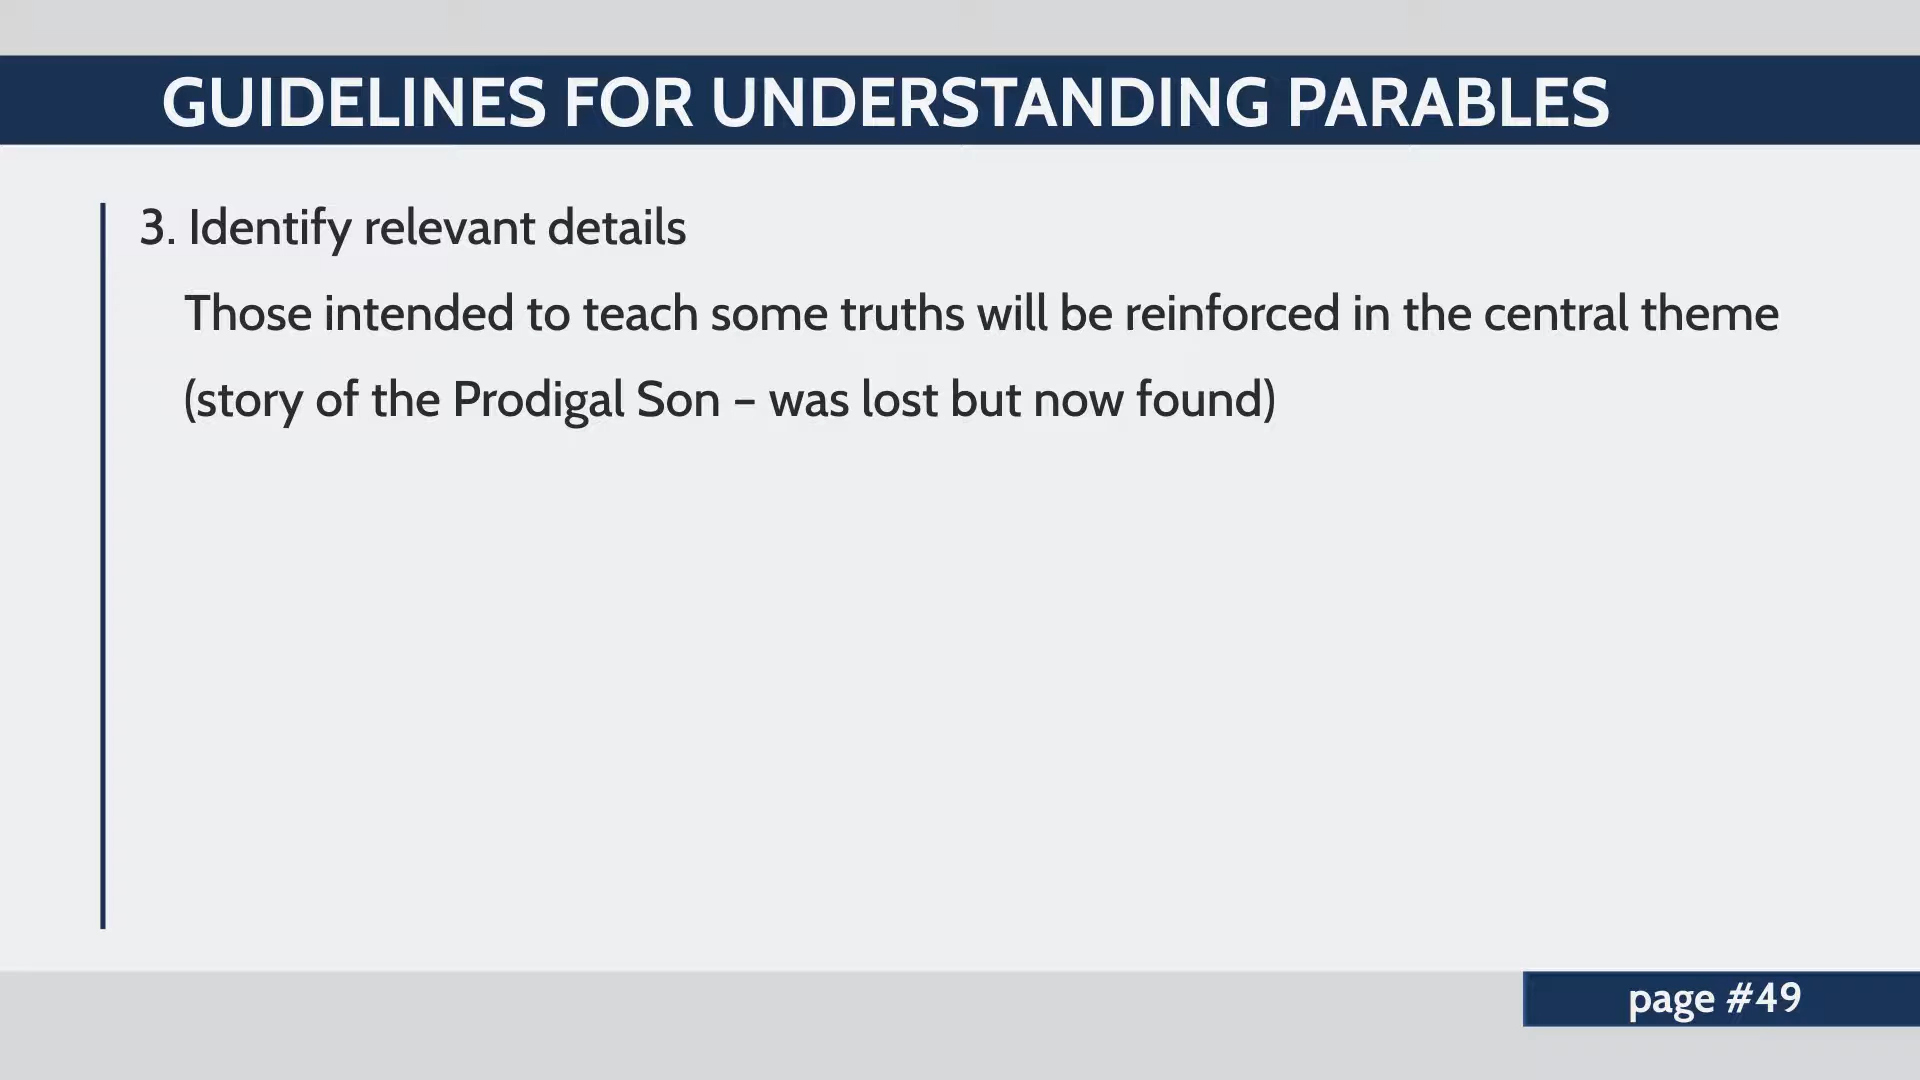 GUIDELINES FOR UNDERSTANDING PARABLES
3. Identify relevant details
Those intended to teach some truths will be reinforced in the central theme
(story of the Prodigal Son – was lost but now found)
page #49